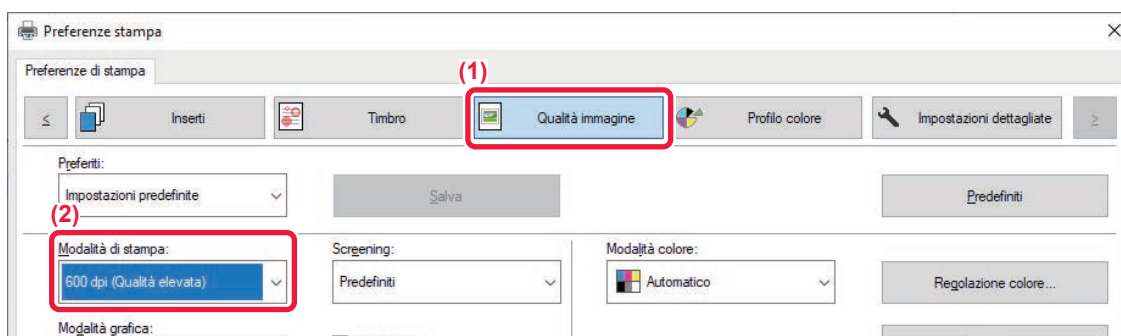 Preferenze stampa
Preferenze di stampa
(1)
< Inserti Timbro Qualità immagine Profilo colore Impostazioni dettagliate >
Preferiti:
Impostazioni predefinite Salva Predefiniti
(2)
Modalità di stampa: Screening: Modalità colore:
600 dpi (Qualità elevata) Predefiniti Automatico Regolazione colore...
Modalità grafica: